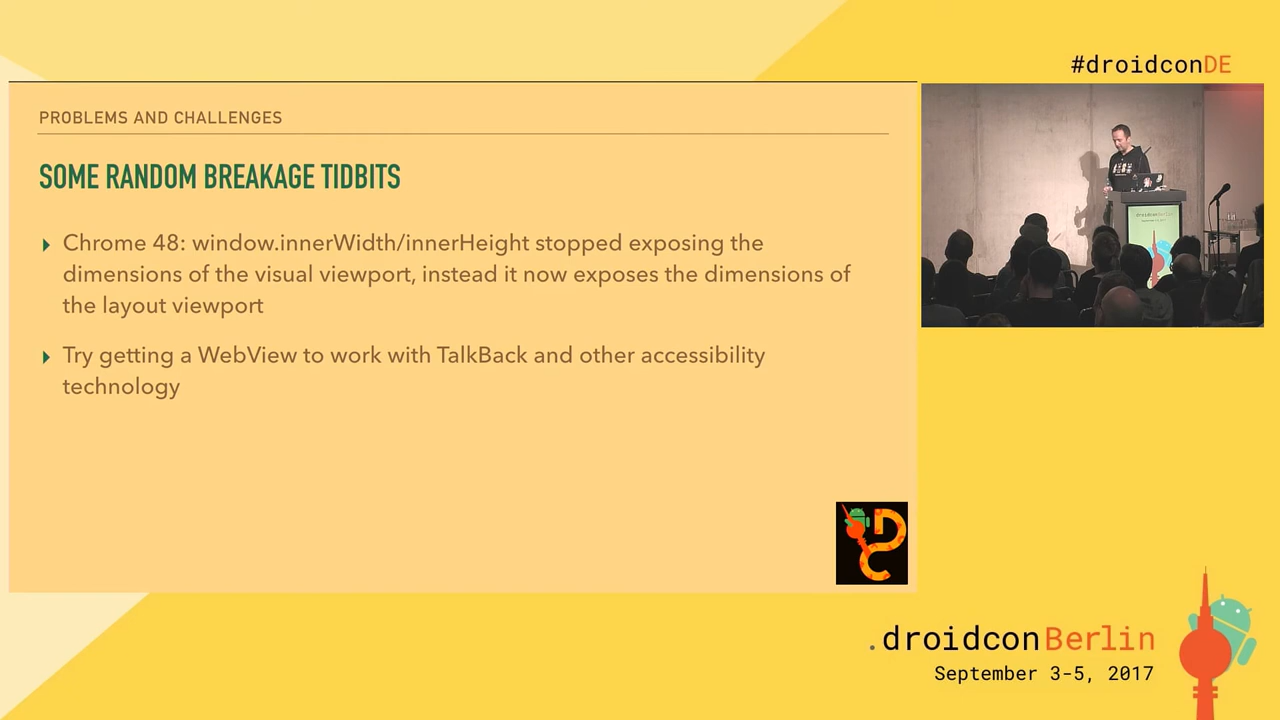 #droidconDE
PROBLEMS AND CHALLENGES
SOME RANDOM BREAKAGE TIDBITS
Chrome 48: window.innerWidth/innerHeight stopped exposing the
dimensions of the visual viewport, instead it now exposes the dimensions of
the layout viewport
Try getting a WebView to work with TalkBack and other accessibility
technology
DC
droidconBerlin
.droidconBerlin
September 3-5, 2017